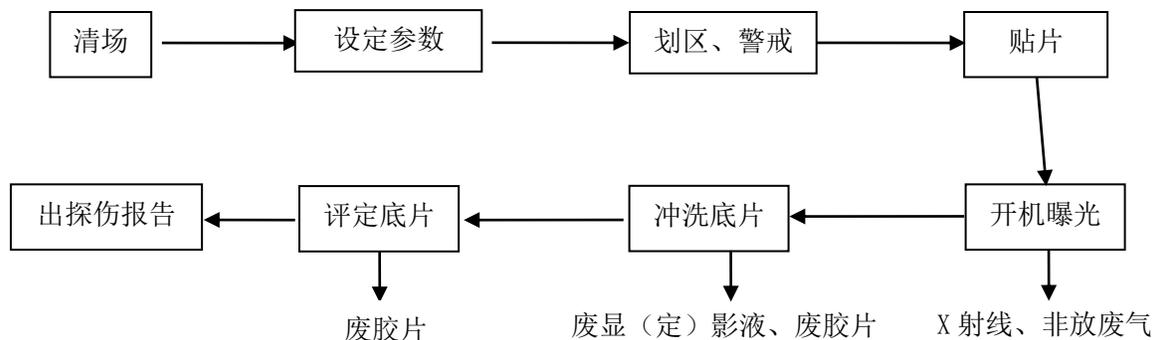 清场
设定参数
划区、警戒
贴片
出探伤报告
评定底片
冲洗底片
开机曝光
废胶片
废显（定）影液、废胶片
X 射线、非放废气